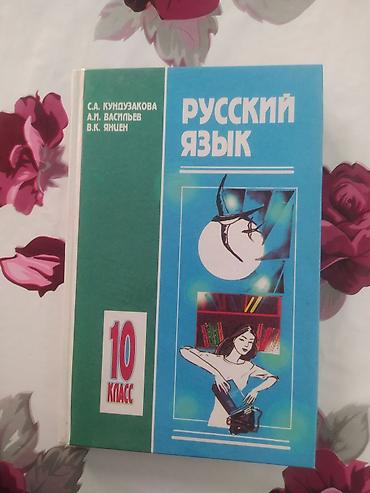 С.А. КУНДУЗАКОВА
А.И. ВАСИЛЬЕВ
В.К. ЯНЦЕН
РУССКИЙ
ЯЗЫК
10
КЛАСС